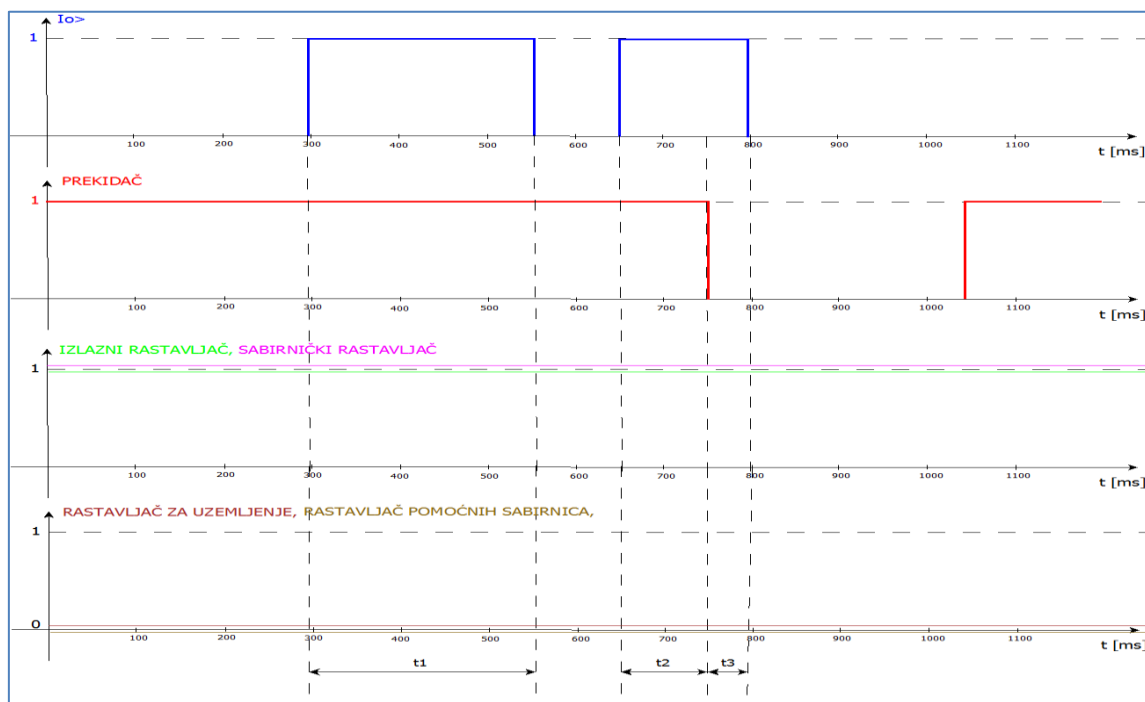 Io>
1
100 200 300 400 500 600 700 800 900 1000 1100
t [ms]
PREKIDAČ
1
100 200 300 400 500 600 700 800 900 1000 1100
t [ms]
IZLAZNI RASTAVLJAČ, SABIRNIČKI RASTAVLJAČ
1
100 200 300 400 500 600 700 800 900 1000 1100
t [ms]
RASTAVLJAČ ZA UZEMLJENJE, RASTAVLJAČ POMOĆNIH SABIRNICA,
1
0
100 200 300 400 500 600 700 800 900 1000 1100
t [ms]
t1 t2 t3